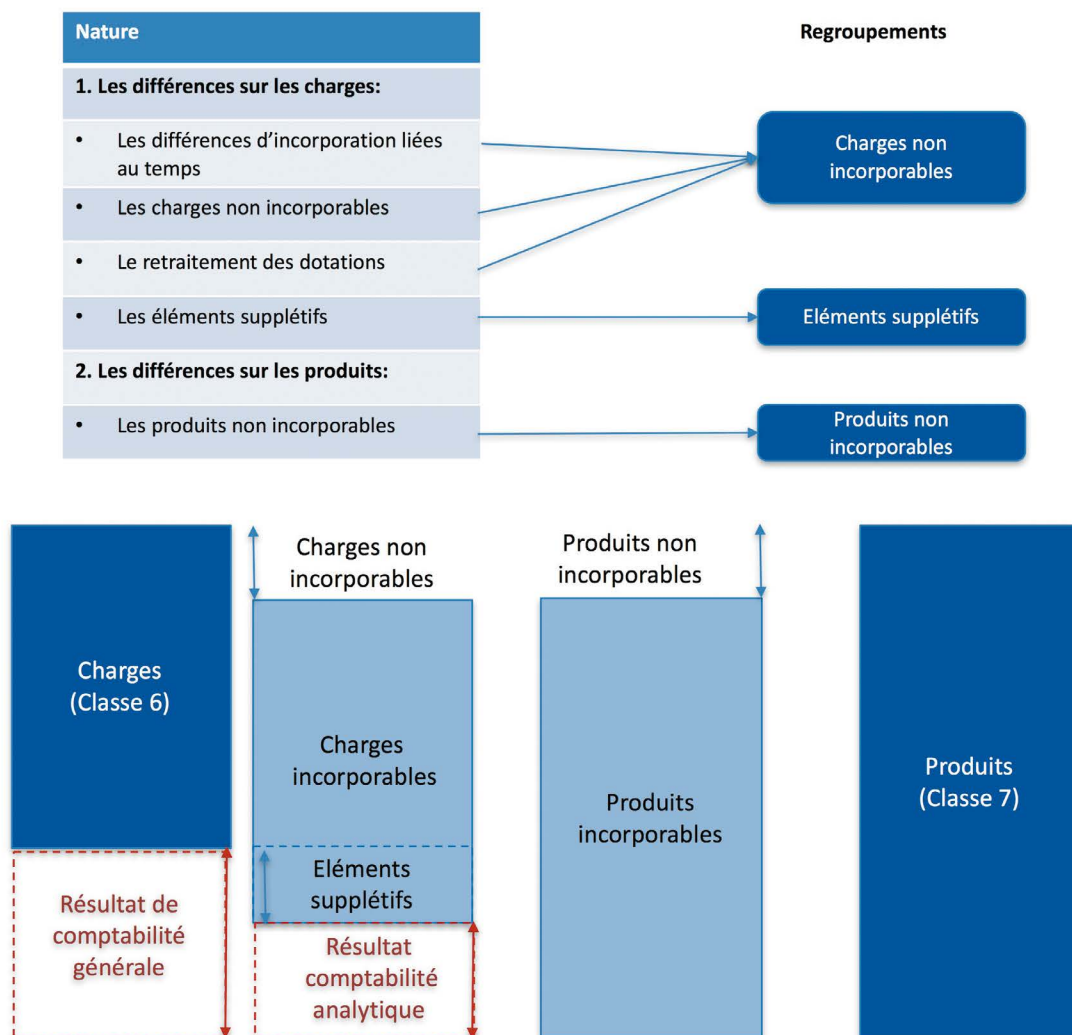 Nature
Regroupements
1. Les différences sur les charges:
• Les différences d’incorporation liées
au temps
• Les charges non incorporables
• Le retraitement des dotations
• Les éléments supplétifs
2. Les différences sur les produits:
• Les produits non incorporables
Charges non
incorporables
Eléments supplétifs
Produits non
incorporables
Charges
(Classe 6)
Résultat de
comptabilité
générale
Charges non
incorporables
Charges
incorporables
Eléments
supplétifs
Résultat
comptabilité
analytique
Produits non
incorporables
Produits
incorporables
Produits
(Classe 7)